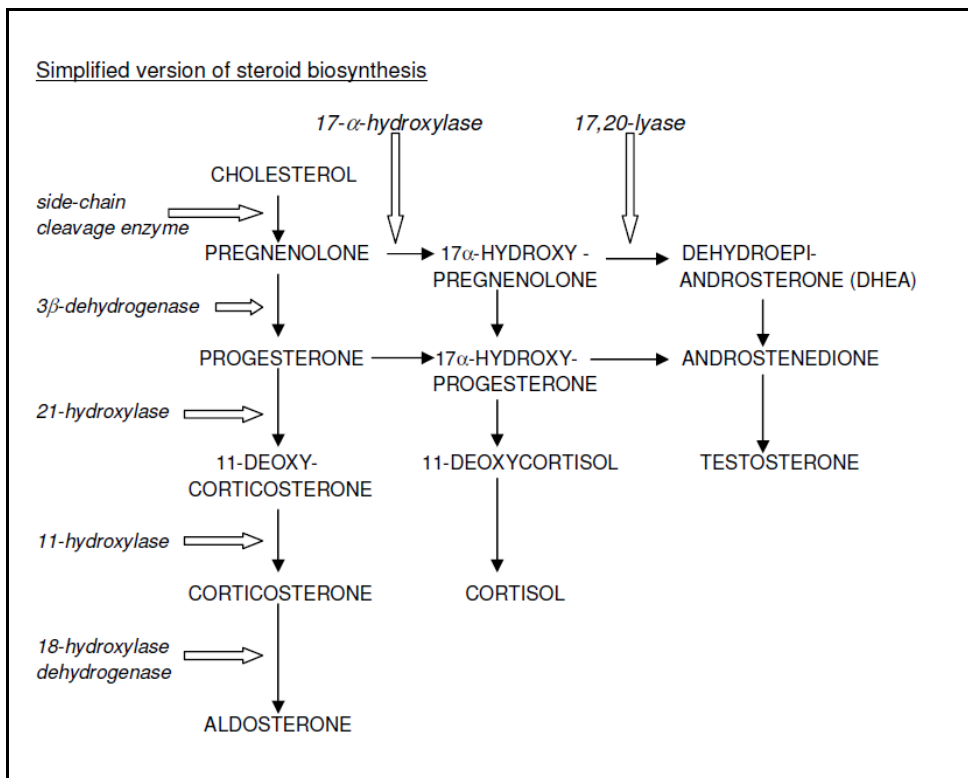 Simplified version of steroid biosynthesis
17-α-hydroxylase
17,20-lyase
CHOLESTEROL
side-chain
cleavage enzyme
PREGNENOLONE
17α-HYDROXY -
PREGNENOLONE
DEHYDROEPI-
ANDROSTERONE (DHEA)
3β-dehydrogenase
PROGESTERONE
17α-HYDROXY-
PROGESTERONE
ANDROSTENEDIONE
21-hydroxylase
11-DEOXY-
CORTICOSTERONE
11-DEOXYCORTISOL
TESTOSTERONE
11-hydroxylase
CORTICOSTERONE
CORTISOL
18-hydroxylase
dehydrogenase
ALDOSTERONE